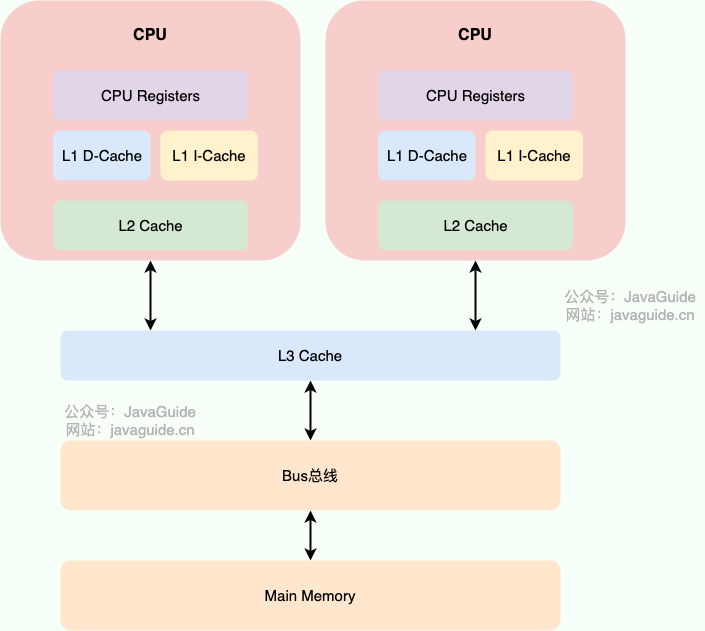 CPU
CPU
CPU Registers
CPU Registers
L1 D-Cache
L1 I-Cache
L1 D-Cache
L1 I-Cache
L2 Cache
L2 Cache
公众号：JavaGuide
网站：javaguide.cn
L3 Cache
公众号：JavaGuide
网站：javaguide.cn
Bus总线
Main Memory